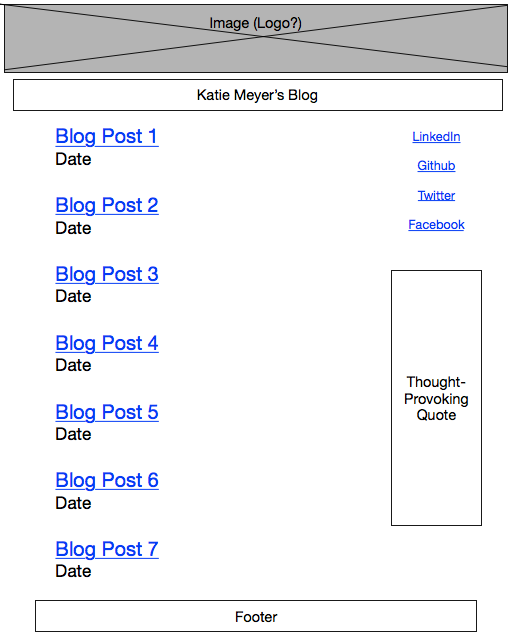 Image (Logo?)
Katie Meyer's Blog
Blog Post 1
Date
Blog Post 2
Date
Blog Post 3
Date
Blog Post 4
Date
Blog Post 5
Date
Blog Post 6
Date
Blog Post 7
Date
LinkedIn
Github
Twitter
Facebook
Thought-
Provoking
Quote
Footer